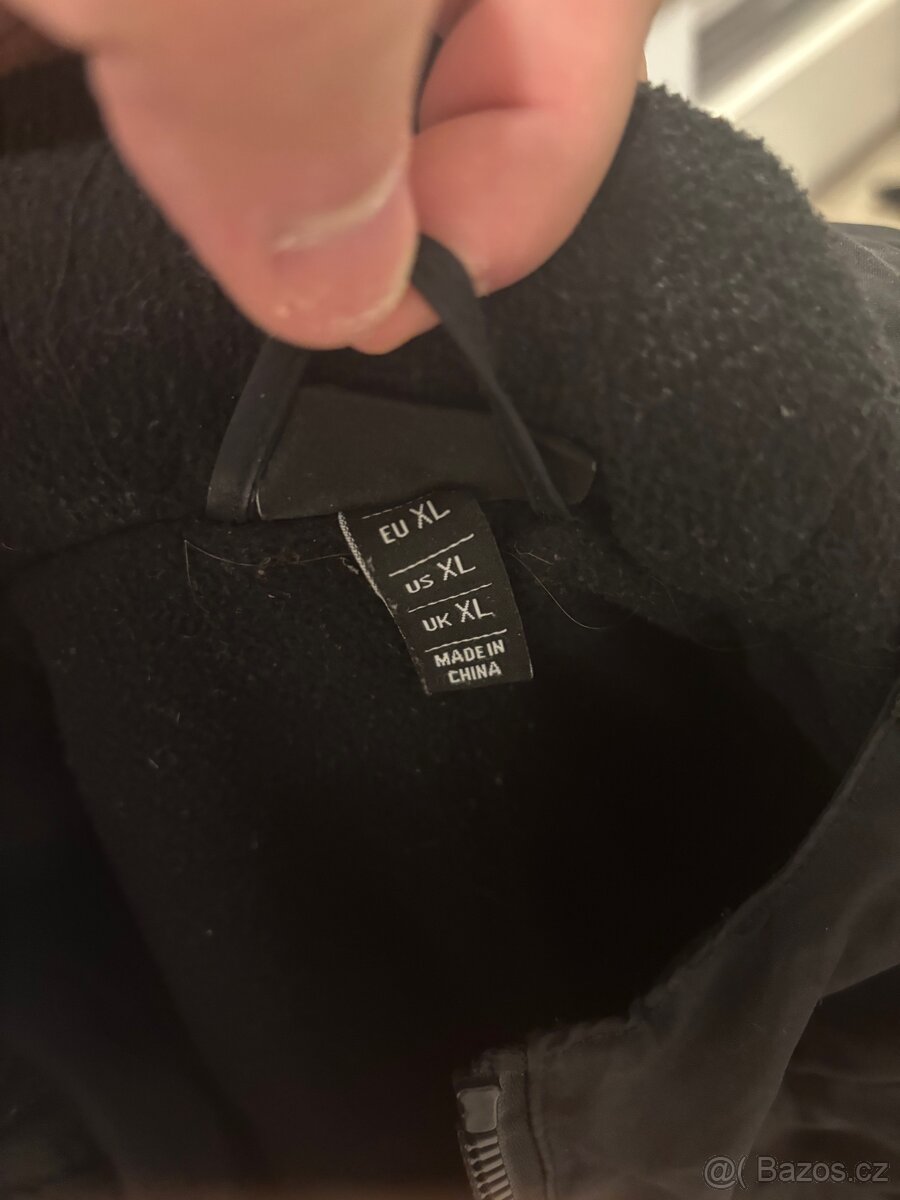 EU XL
US XL
UK XL
MADE IN
CHINA
@( Bazos.cz